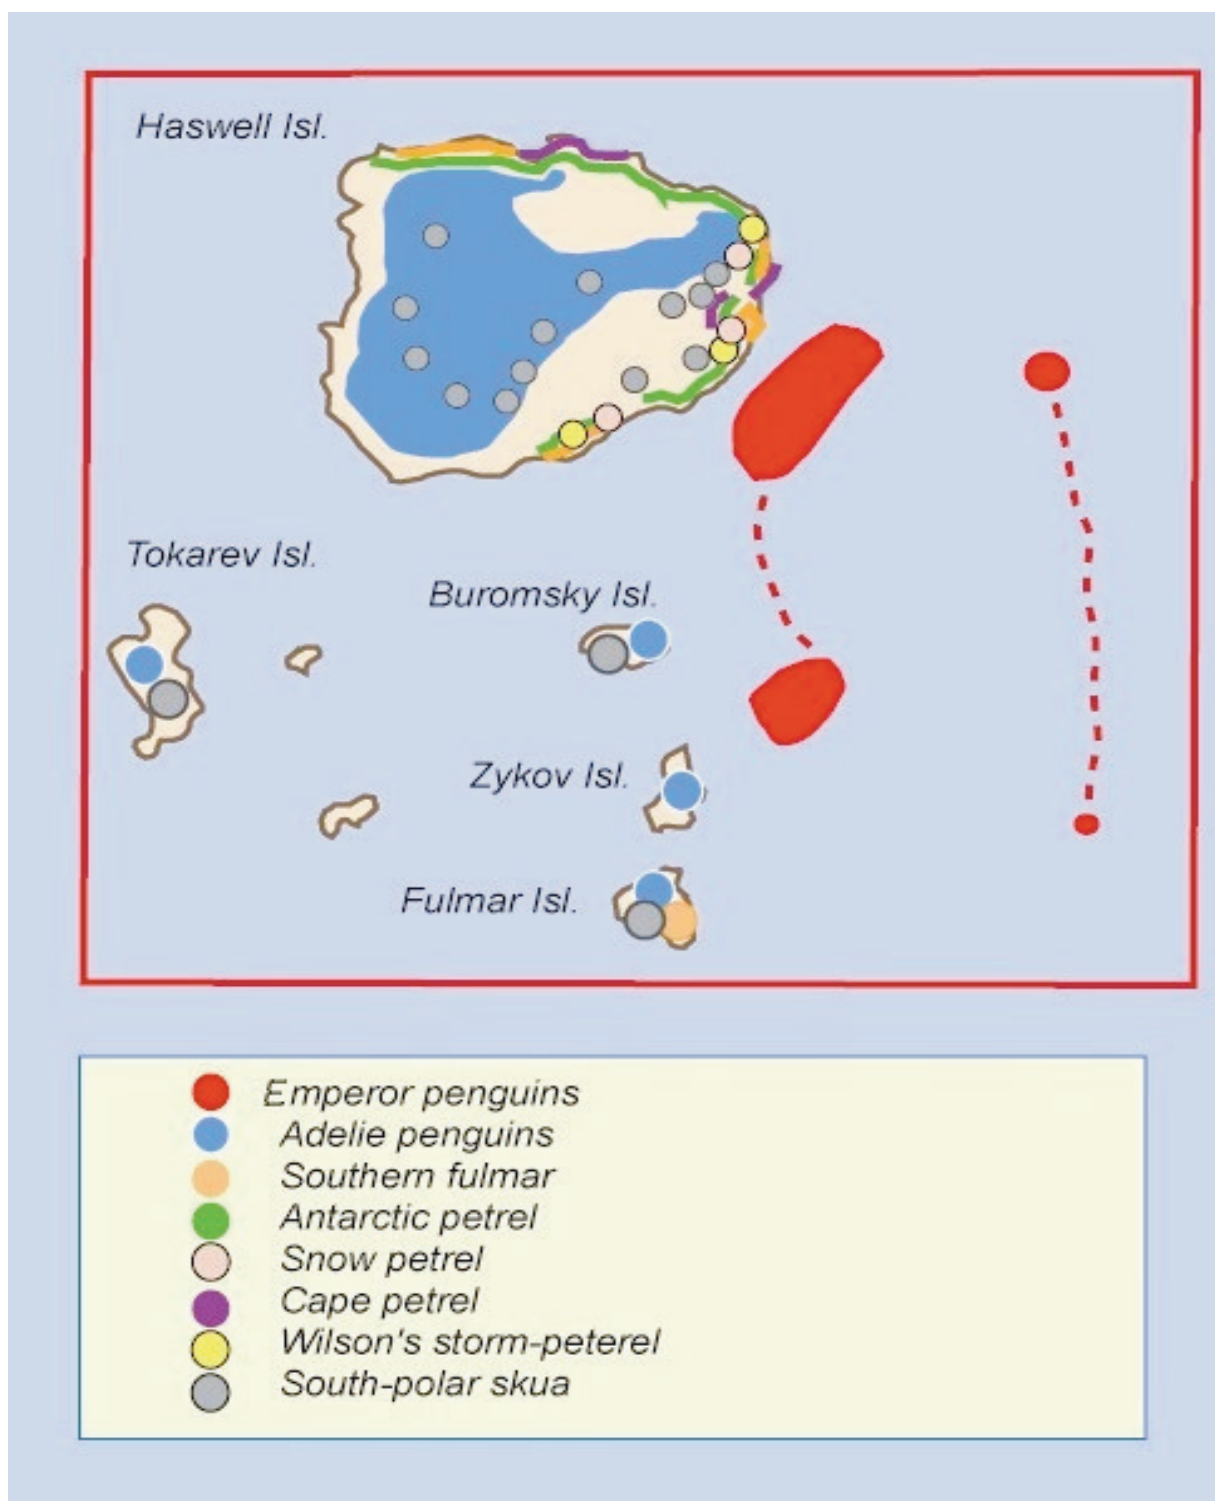 Haswell Isl.
Tokarev Isl.
Buromsky Isl.
Zykov Isl.
Fulmar Isl.
Emperor penguins
Adelie penguins
Southern fulmar
Antarctic petrel
Snow petrel
Cape petrel
Wilson's storm-peterel
South-polar skua